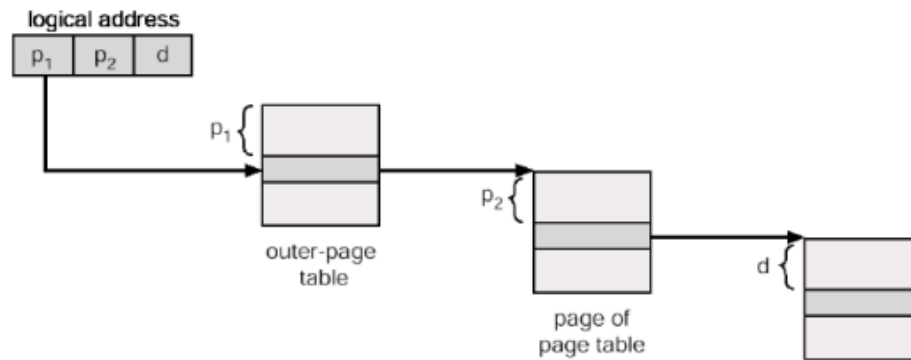 logical address
p₁ p₂ d
p₁
outer-page
table
p₂
page of
page table
d